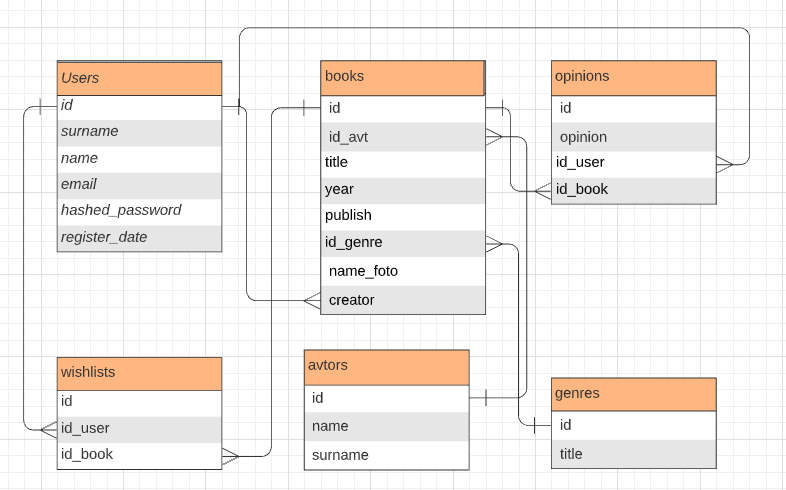 Users
id
surname
name
email
hashed_password
register_date
books
id
id_avt
title
year
publish
id_genre
name_foto
creator
opinions
id
opinion
id_user
id_book
wishlists
id
id_user
id_book
avtors
id
name
surname
genres
id
title